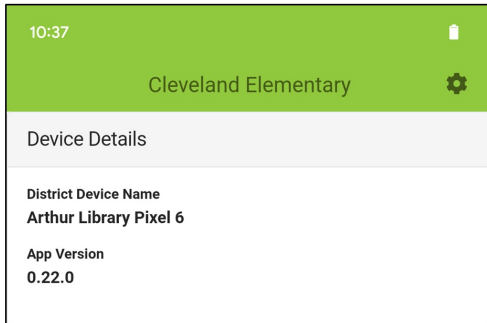 10:37
Cleveland Elementary
Device Details
District Device Name
Arthur Library Pixel 6
App Version
0.22.0